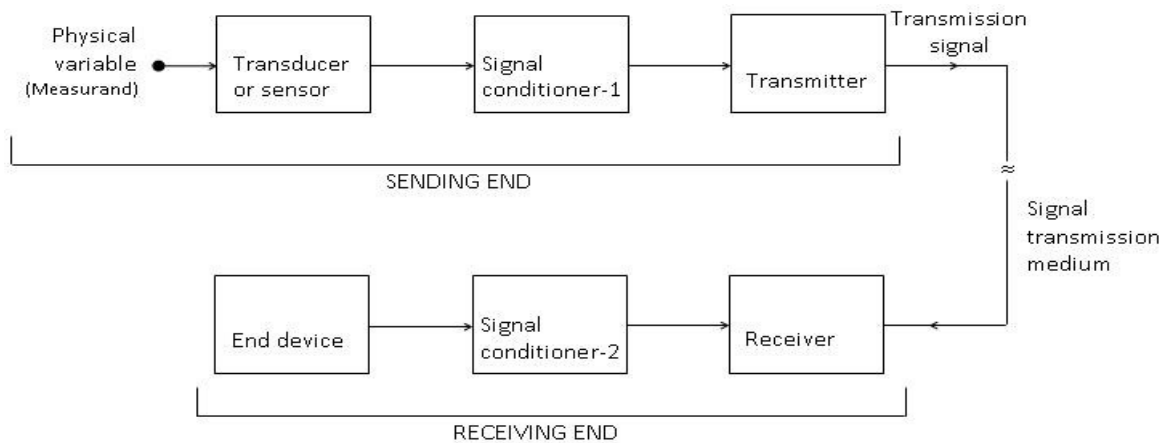 Physical
variable
(Measurand)
Transducer
or sensor
Signal
conditioner-1
Transmitter
Transmission
signal
SENDING END
Signal
transmission
medium
End device
Signal
conditioner-2
Receiver
RECEIVING END